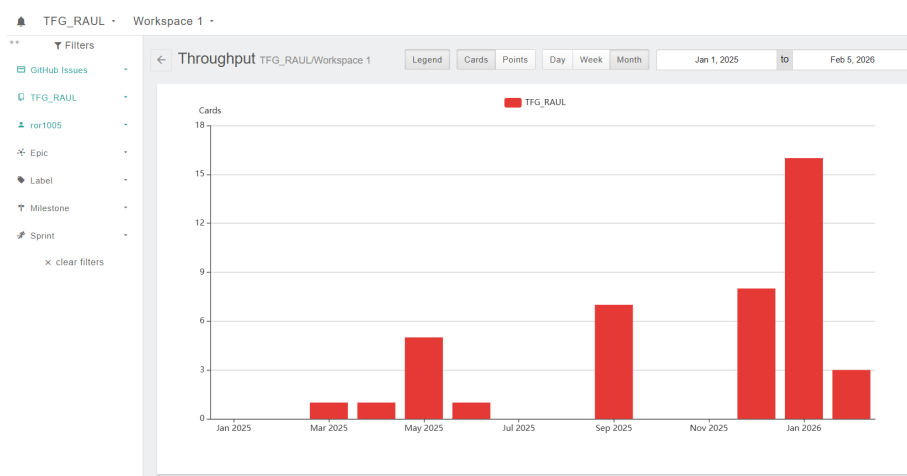 TFG_RAUL Workspace 1
Filters
GitHub Issues
TFG_RAUL
ror1005
Epic
Label
Milestone
Sprint
× clear filters
Throughput TFG_RAUL/Workspace 1 Legend Cards Points Day Week Month Jan 1, 2025 to Feb 5, 2026
TFG_RAUL
Cards
18
15
12
9
6
3
0
Jan 2025 Mar 2025 May 2025 Jul 2025 Sep 2025 Nov 2025 Jan 2026